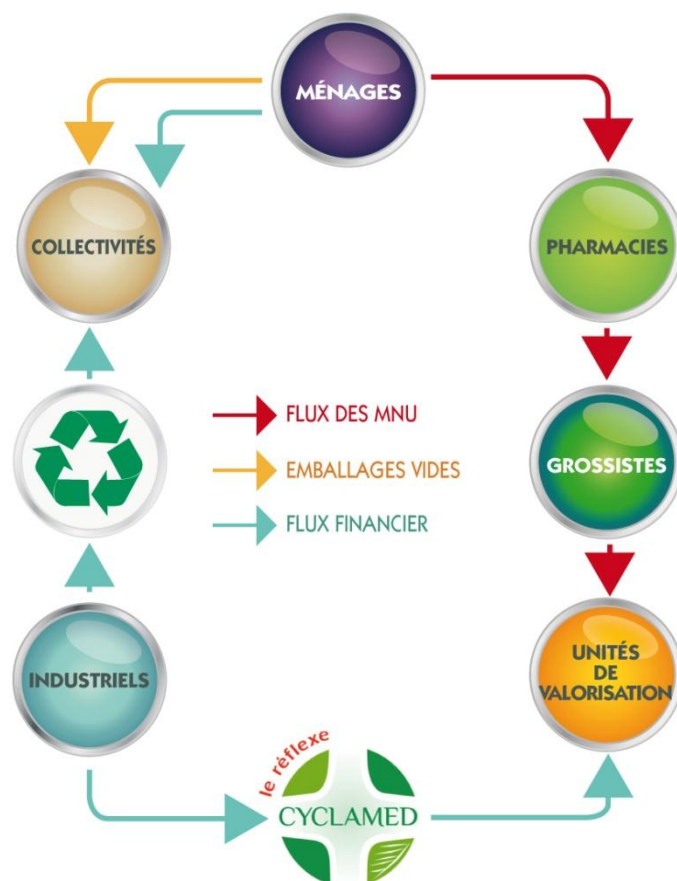 MÉNAGES
COLLECTIVITÉS
PHARMACIES
FLUX DES MNU
EMBALLAGES VIDES
FLUX FINANCIER
GROSSISTES
INDUSTRIELS
UNITÉS
DE
VALORISATION
le réflexe
CYCLAMED